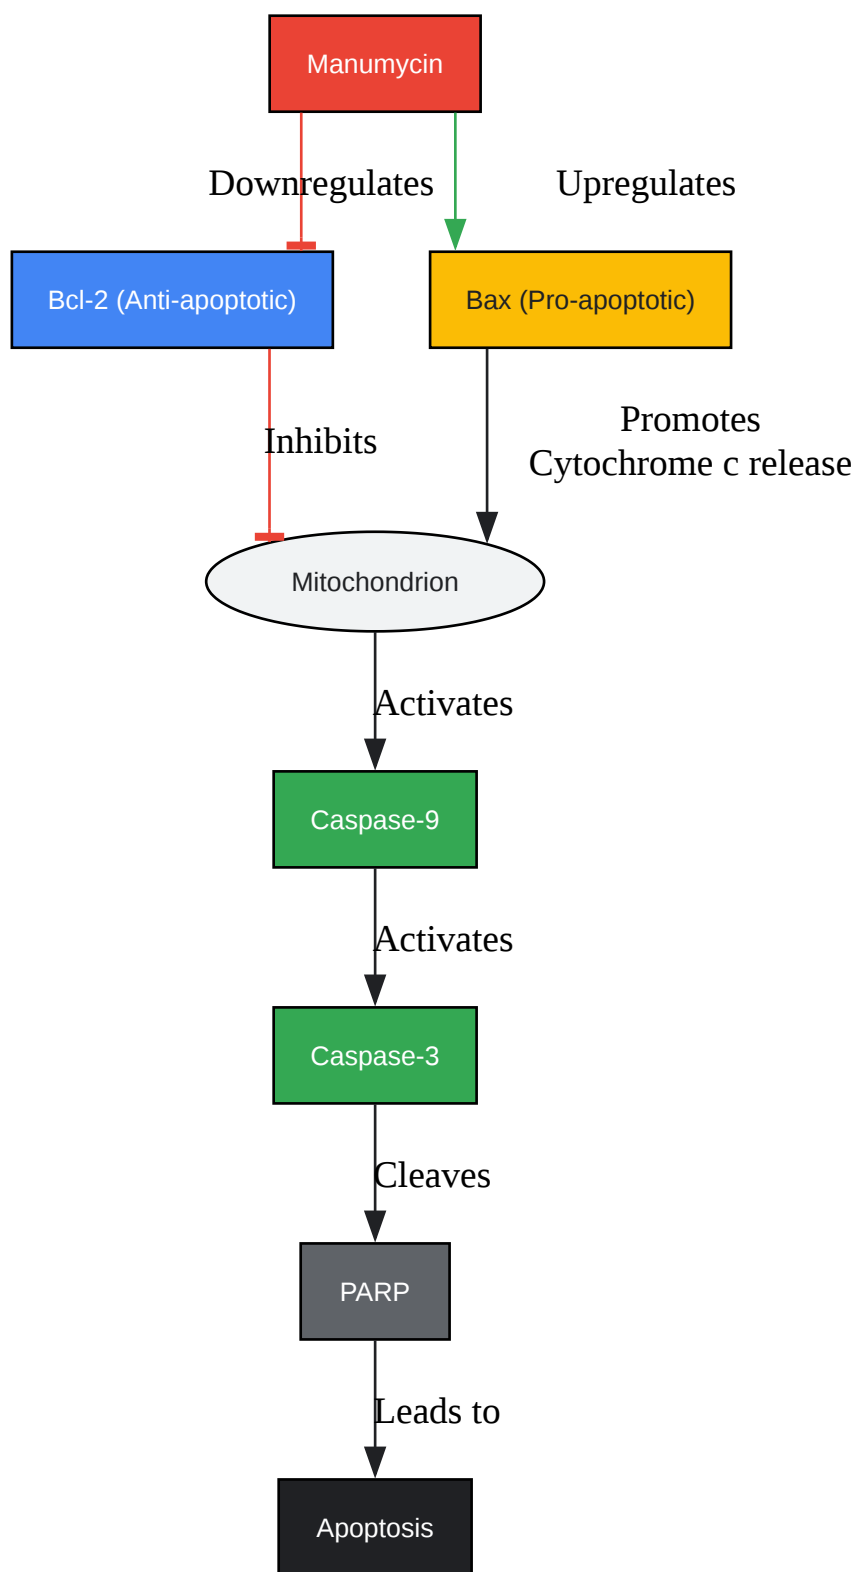 Manumycin
Downregulates
Upregulates
Bcl-2 (Anti-apoptotic)
Bax (Pro-apoptotic)
Inhibits
Promotes
Cytochrome c release
Mitochondrion
Activates
Caspase-9
Activates
Caspase-3
Cleaves
PARP
Leads to
Apoptosis